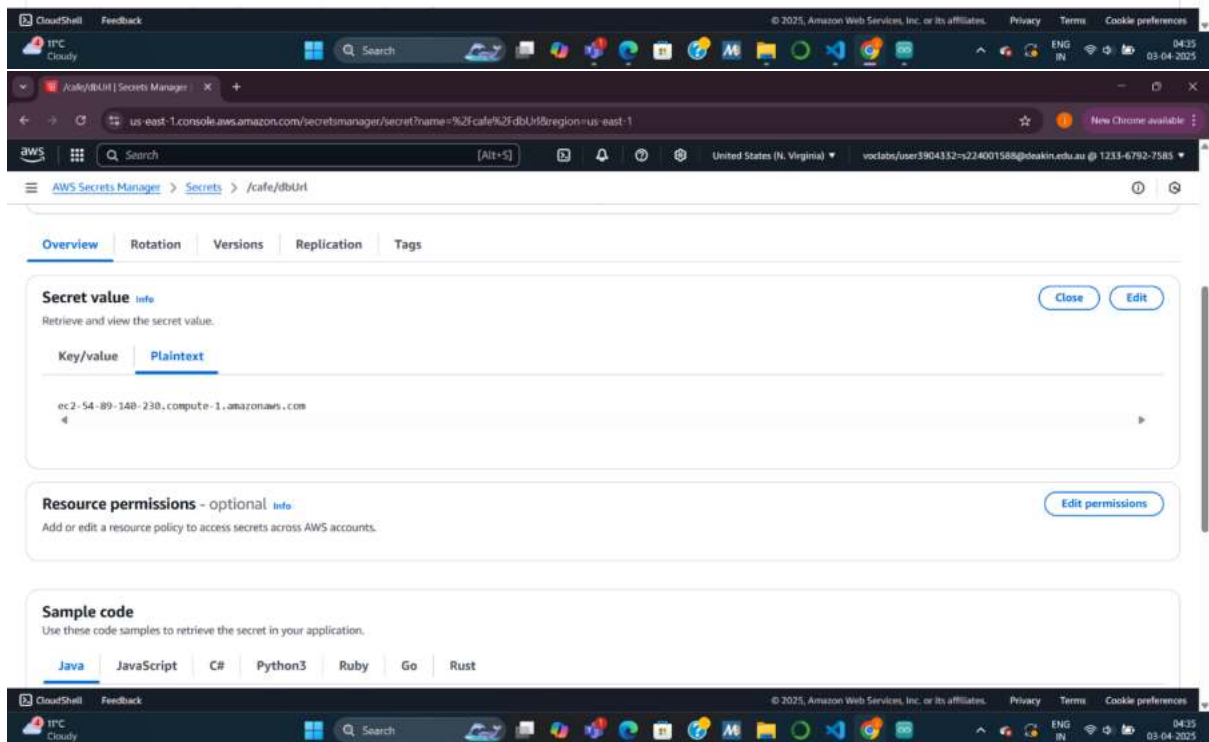 CloudShell Feedback © 2025, Amazon Web Services, Inc. or its affiliates. Privacy Terms Cookie preferences
11°C Search ENG 04:35
Cloudy IN 03-04-2025
/cafe/dbUrl | Secrets Manager
us-east-1.console.aws.amazon.com/secretsmanager/secret?name=%2Fcafe%2FdbUrl&region=us-east-1 New Chrome available
aws Search [Alt+S] United States (N. Virginia) voclabs/user3904332=s224001588@deakin.edu.au @ 1233-6792-7585
AWS Secrets Manager > Secrets > /cafe/dbUrl
Overview Rotation Versions Replication Tags
Secret value Info Close Edit
Retrieve and view the secret value.
Key/value Plaintext
ec2-54-89-140-230.compute-1.amazonaws.com
Resource permissions - optional Info Edit permissions
Add or edit a resource policy to access secrets across AWS accounts.
Sample code
Use these code samples to retrieve the secret in your application.
Java JavaScript C# Python3 Ruby Go Rust
CloudShell Feedback © 2025, Amazon Web Services, Inc. or its affiliates. Privacy Terms Cookie preferences
11°C Search ENG 04:35
Cloudy IN 03-04-2025